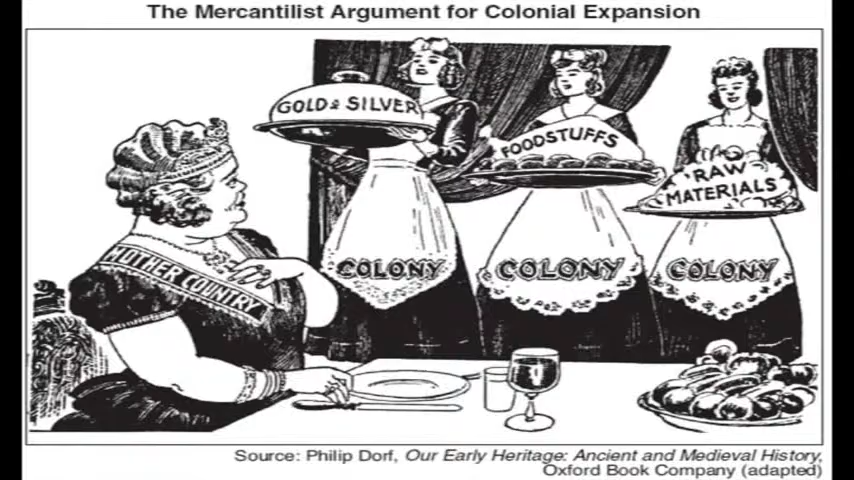 The Mercantilist Argument for Colonial Expansion
GOLD & SILVER
FOODSTUFFS
RAW
MATERIALS
MOTHER COUNTRY
COLONY
COLONY
COLONY
Source: Philip Dorf, Our Early Heritage: Ancient and Medieval History,
Oxford Book Company (adapted)